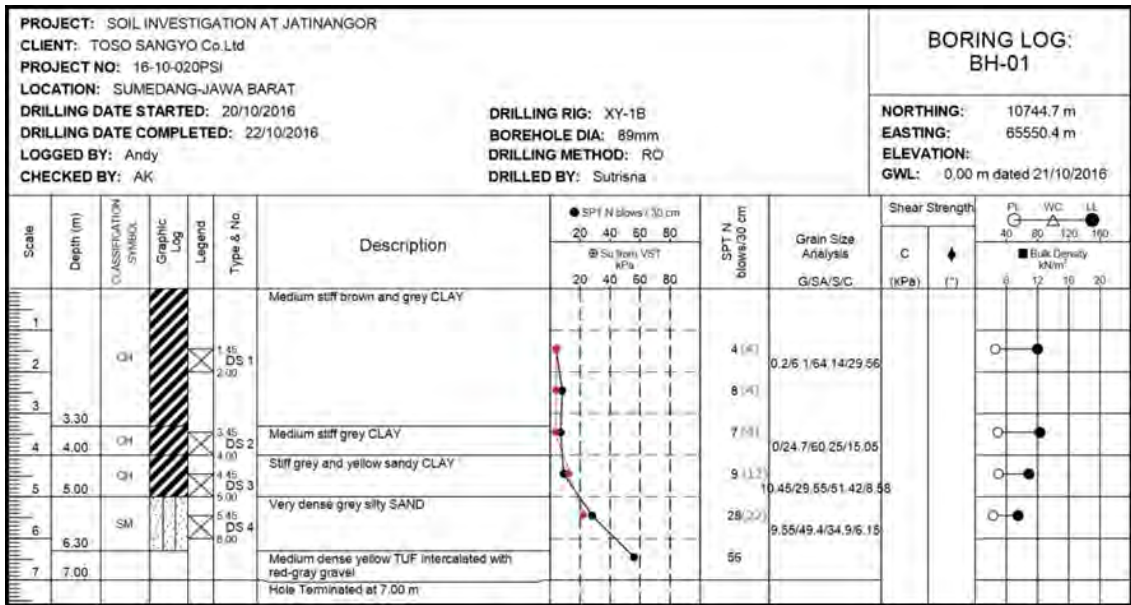 PROJECT: SOIL INVESTIGATION AT JATINANGOR
CLIENT: TOSO SANGYO Co.Ltd
PROJECT NO: 16-10-020PSI
LOCATION: SUMEDANG-JAWA BARAT
DRILLING DATE STARTED: 20/10/2016
DRILLING DATE COMPLETED: 22/10/2016
LOGGED BY: Andy
CHECKED BY: AK
DRILLING RIG: XY-1B
BOREHOLE DIA: 89mm
DRILLING METHOD: RO
DRILLED BY: Sutrisna
BORING LOG:
BH-01
NORTHING: 10744.7 m
EASTING: 65550.4 m
ELEVATION:
GWL: 0,00 m dated 21/10/2016
Scale
Depth (m)
CLASSIFICATION
SYMBOL
Graphic
Log
Legend
Type & No.
Description
SPT N blows / 30 cm
20 40 60 80
Su from VST
kPa
20 40 60 80
SPT N
blows/30 cm
Grain Size
Analysis
G/SA/S/C
Shear Strength
C
(kPa) (°)
PL WC LL
40 80 120 160
Bulk Density
12 16 20
Medium stiff brown and grey CLAY
1
2
3
4
5
6
7
3.30
4.00
5.00
6.30
7.00
SM
1.45
DS 1
2.00
3.45
DS 2
4.00
4.45
DS 3
5.00
5.45
DS 4
Medium stiff grey CLAY
Stiff grey and yellow sandy CLAY
Very dense grey silty SAND
Medium dense yellow TUF intercalated with
red-gray gravel
Hole Terminated at 7.00 m
4
8
7
9 (12)
28(22)
56
0.2/6.1/64.14/29.56
0/24.7/60.25/15.05
10.45/29.55/51.42/8.58
9.55/49.4/34.9/6.15